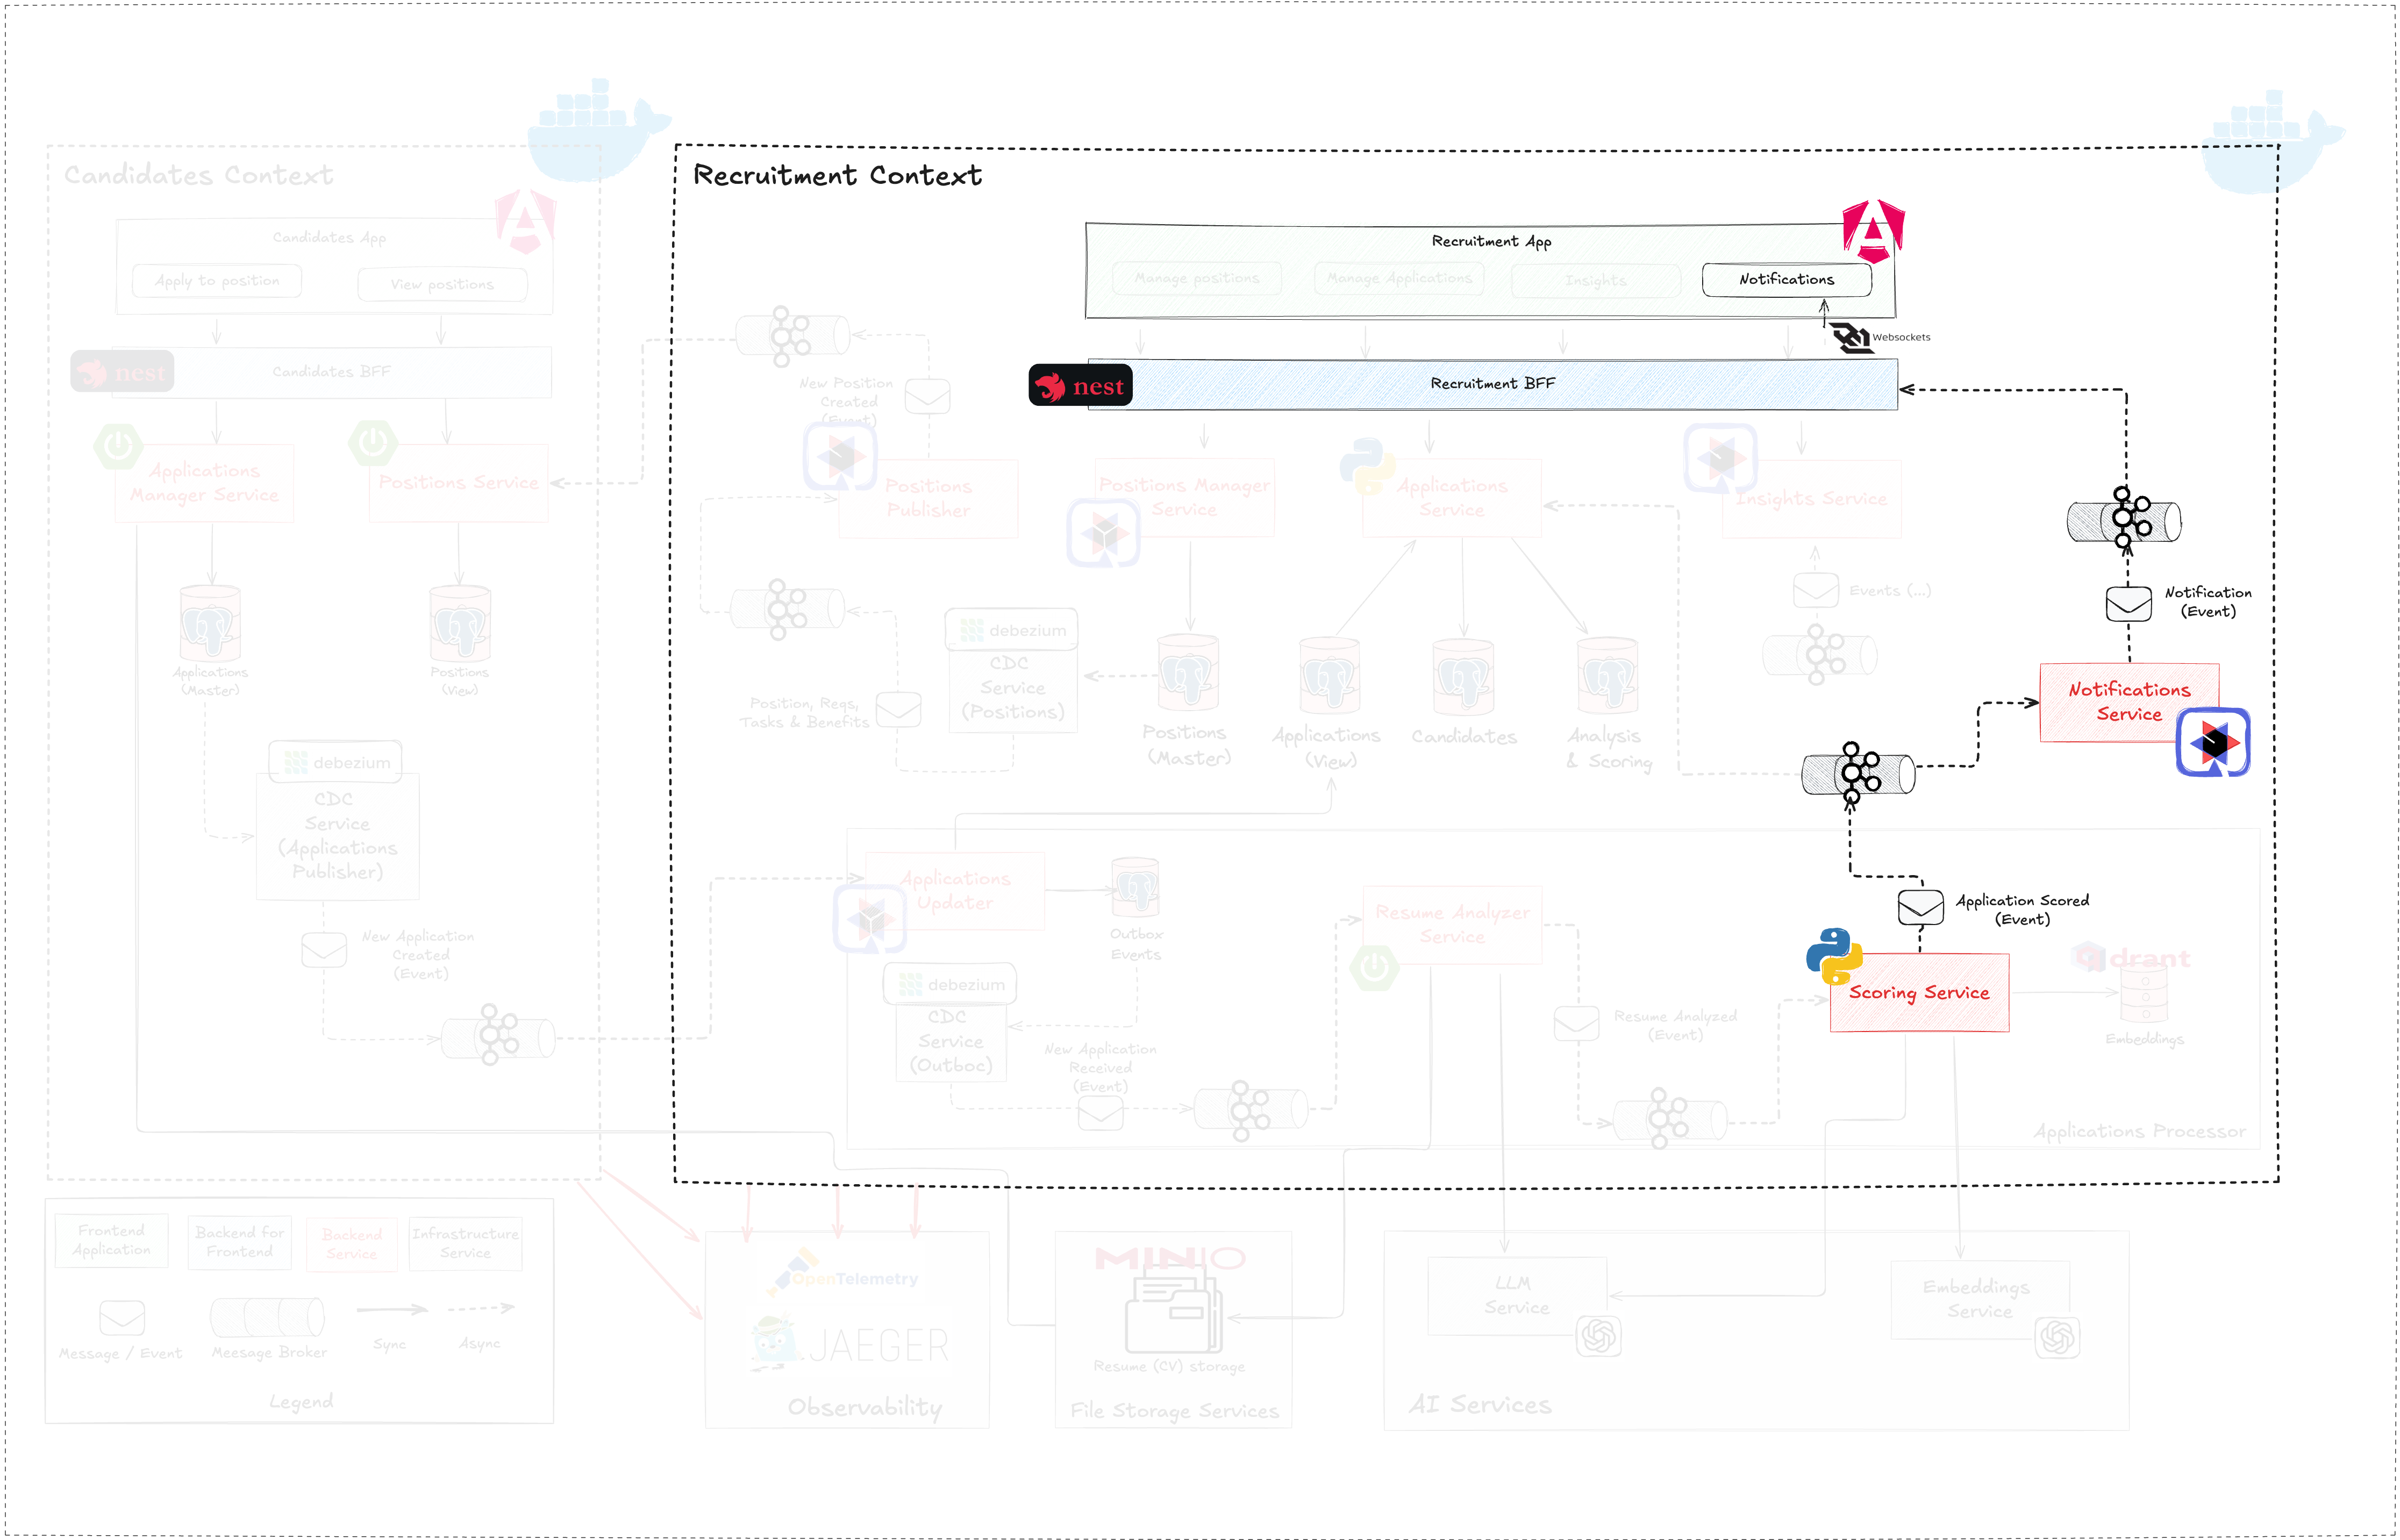 Candidates Context
Candidates App
Apply to position
View positions
nest
Candidates BFF
Applications
Manager Service
Positions Service
Applications
(Master)
Positions
(View)
debezium
CDC
Service
(Applications
Publisher)
New Application
Created
(Event)
Recruitment Context
Recruitment App
Manage positions
Manage Applications
Insights
Notifications
Websockets
nest
Recruitment BFF
New Position
Created
(Event)
Positions
Publisher
Positions Manager
Service
Applications
Service
Insights Service
Events (...)
Notification
(Event)
Notifications
Service
debezium
CDC
Service
(Positions)
Position, Reqs,
Tasks & Benefits
Positions
(Master)
Applications
(View)
Candidates
Analysis
& Scoring
Applications
Updater
Outbox
Events
debezium
CDC
Service
(Outboc)
New Application
Received
(Event)
Resume Analyzer
Service
Resume Analyzed
(Event)
Application Scored
(Event)
Scoring Service
qdrant
Embeddings
Applications Processor
Frontend
Application
Backend for
Frontend
Backend
Service
Infrastructure
Service
Message / Event
Meesage Broker
Sync
Async
Legend
OpenTelemetry
JAEGER
Observability
MINIO
Resume (CV) storage
File Storage Services
LLM
Service
Embeddings
Service
AI Services